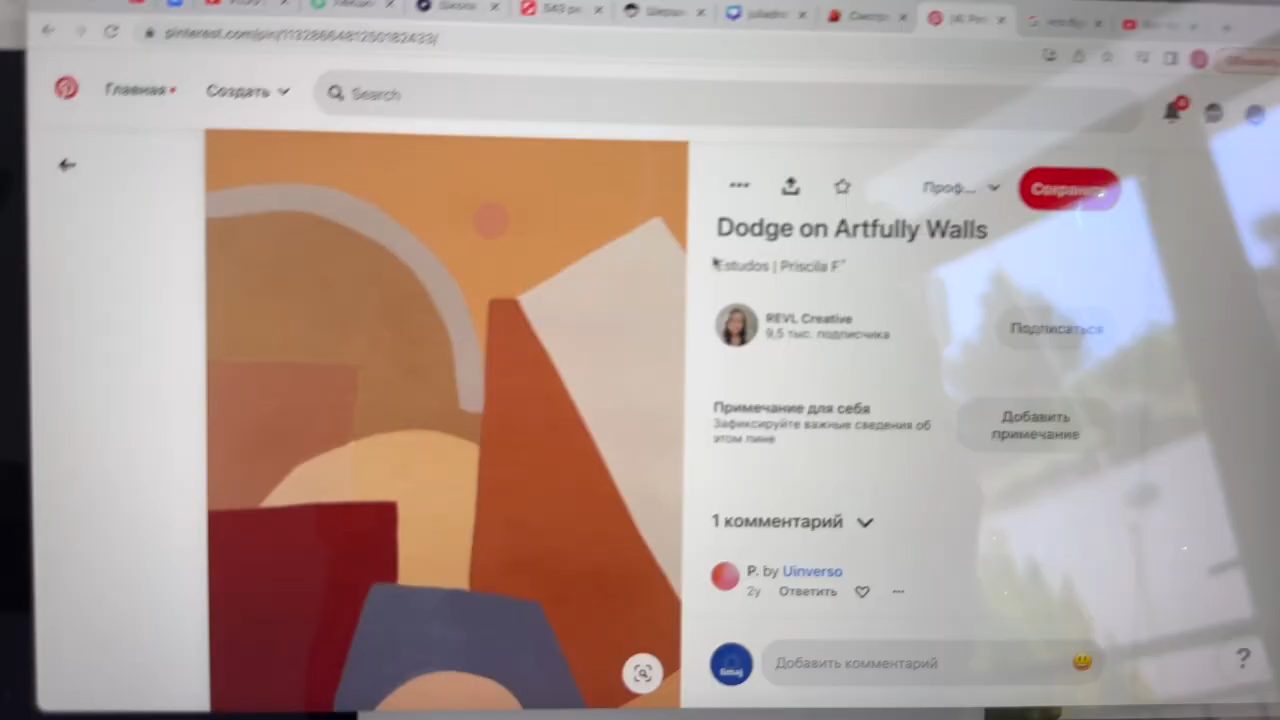 Главная
Создать
Search
Проф...
Сохранить
Dodge on Artfully Walls
Estudos | Priscila F*
REVL Creative
9,5 тыс. подписчика
Подписаться
Примечание для себя
Зафиксируйте важные сведения об
этом пине
Добавить
примечание
1 комментарий
P. by Uinverso
2y Ответить
Добавить комментарий
?